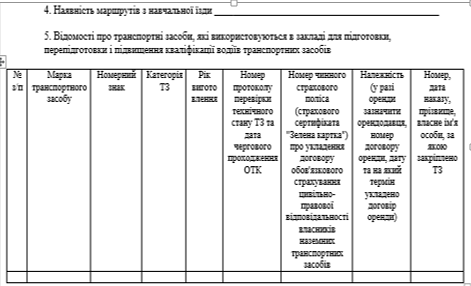 4. Наявність маршрутів з навчальної їзди
5. Відомості про транспортні засоби, які використовуються в закладі для підготовки,
перепідготовки і підвищення кваліфікації водіїв транспортних засобів
№
з/п
Марка
транспортного
засобу
Номерний
знак
Категорія
ТЗ
Рік
вигото
влення
Номер
протоколу
перевірки
технічного
стану ТЗ та
дата
чергового
проходження
ОТК
Номер чинного
страхового
поліса
(страхового
сертифіката
"Зелена картка")
про укладення
договору
обов'язкового
страхування
цивільно-
правової
відповідальності
власників
наземних
транспортних
засобів
Належність
(у разі
оренди
зазначити
орендодавця,
номер
договору
оренди, дату
та на який
термін
укладено
договір
оренди)
Номер,
дата
наказу,
прізвище,
власне ім'я
особи, за
якою
закріплено
ТЗ